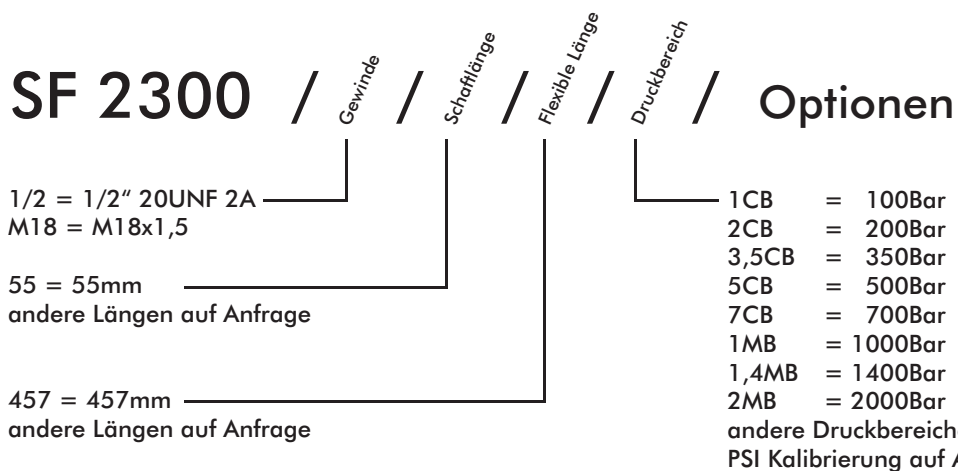 SF 2300 / Gewinde / Schaftlänge / Flexible Länge / Druckbereich / Optionen
1/2 = 1/2“ 20UNF 2A
M18 = M18x1,5
55 = 55mm
andere Längen auf Anfrage
457 = 457mm
andere Längen auf Anfrage
1CB = 100Bar
2CB = 200Bar
3,5CB = 350Bar
5CB = 500Bar
7CB = 700Bar
1MB = 1000Bar
1,4MB = 1400Bar
2MB = 2000Bar
andere Druckbereich
PSI Kalibrierung auf A